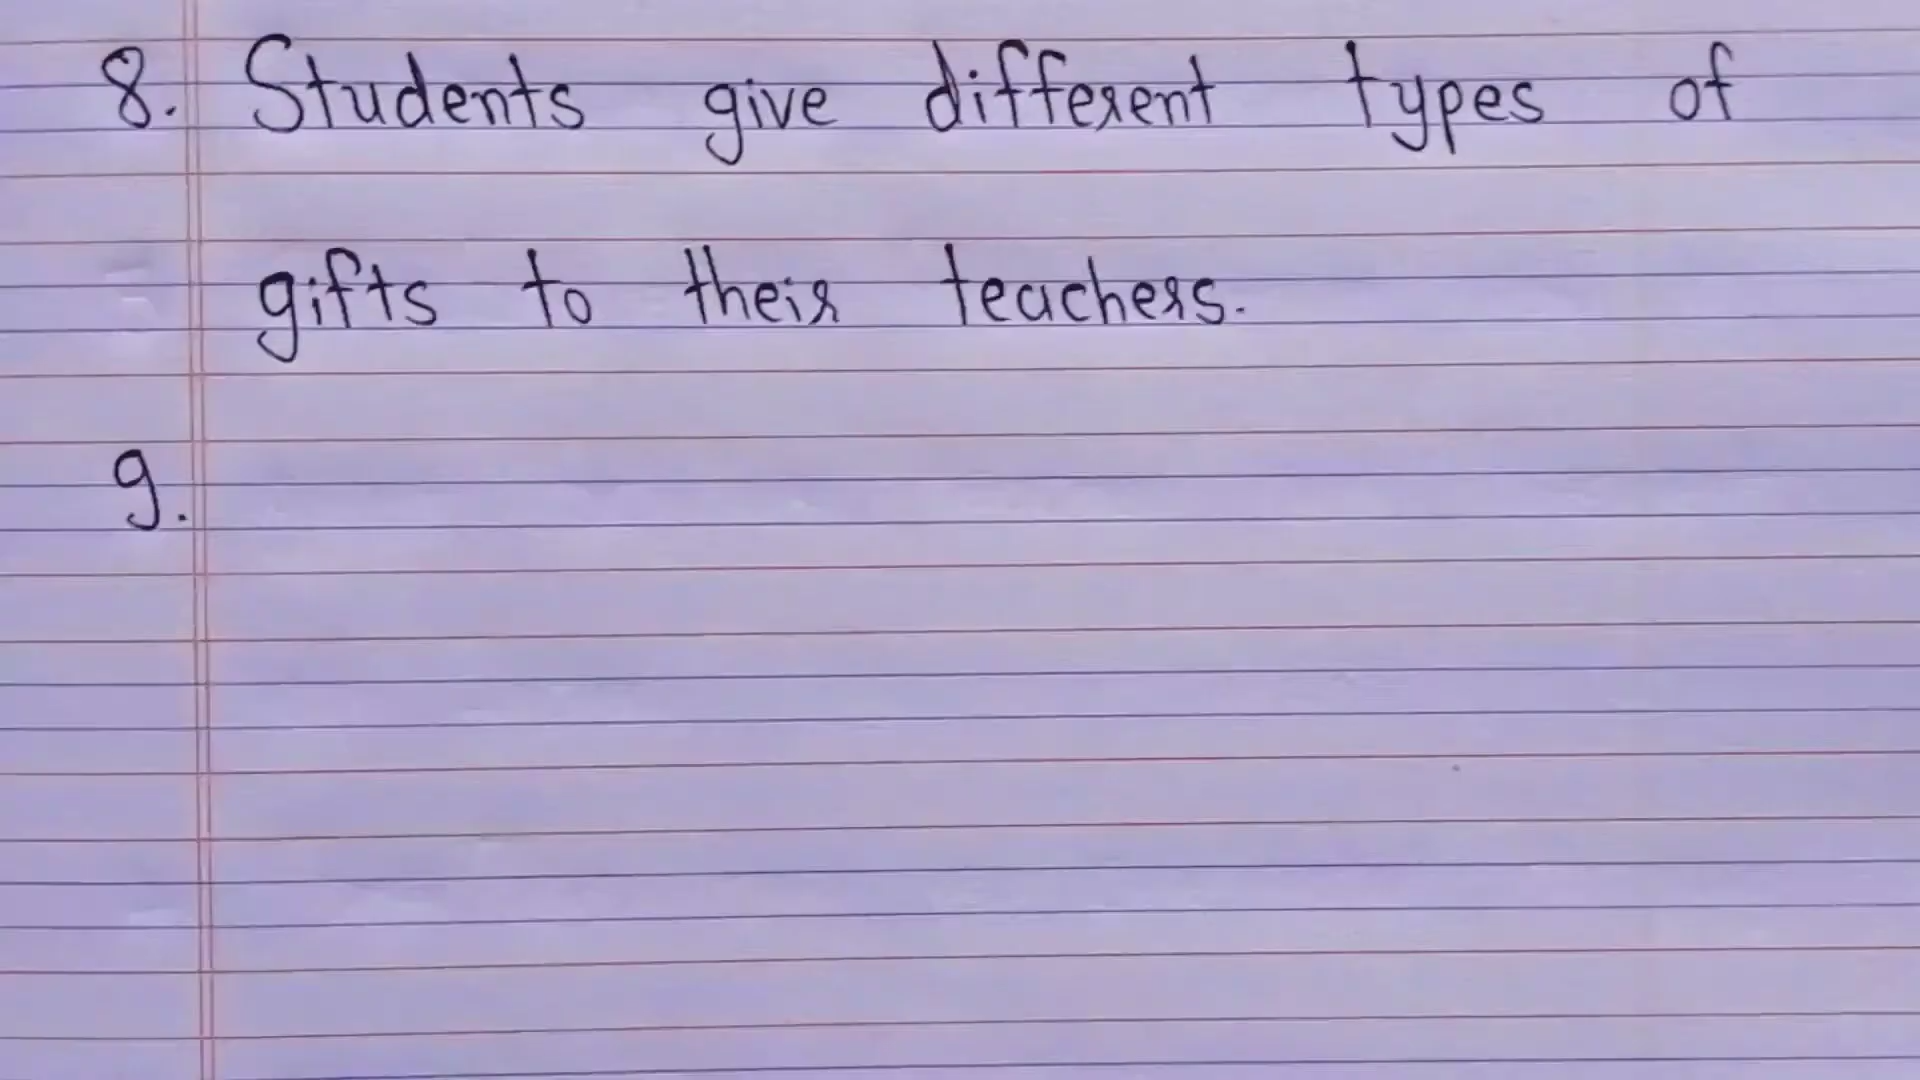 8. Students give different types of
gifts to their teachers.
9.